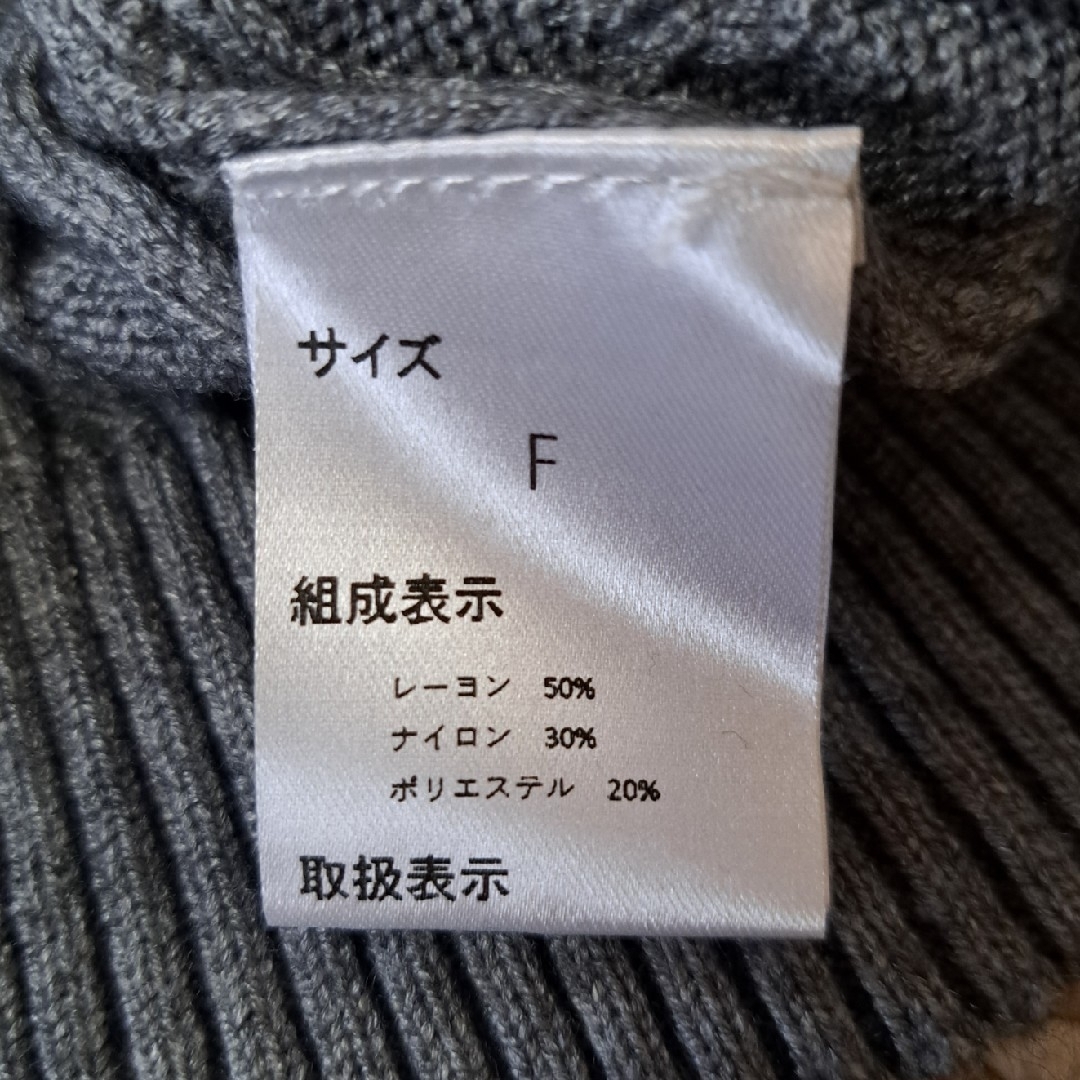 サイズ
F
組成表示
レーヨン 50%
ナイロン 30%
ポリエステル 20%
取扱表示